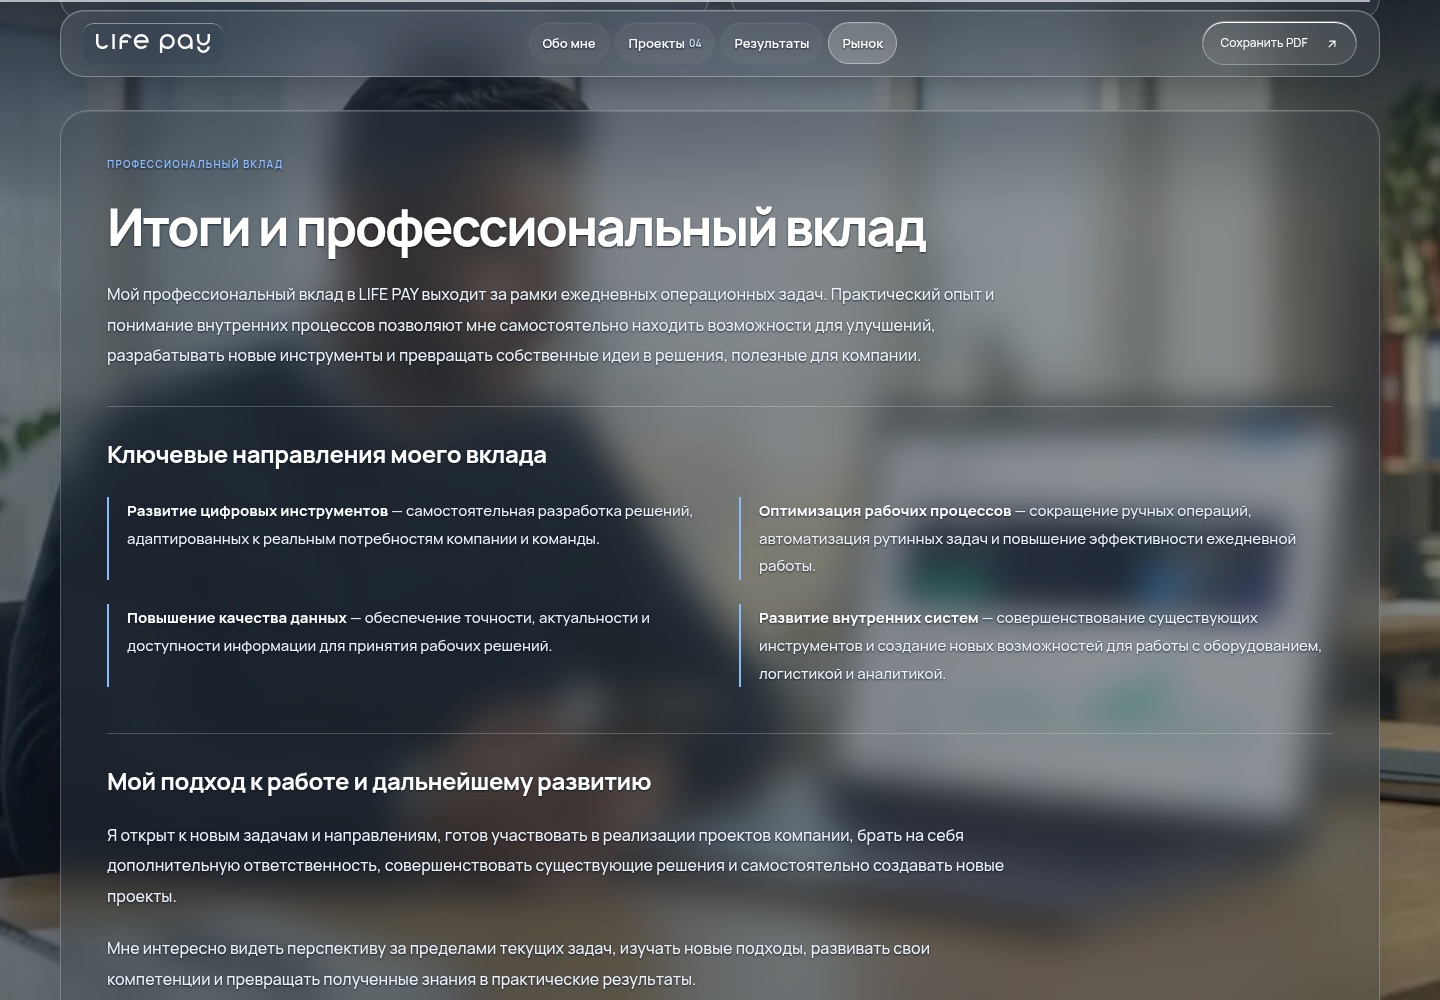 LIFE pay
Обо мне
Проекты 04
Результаты
Рынок
Сохранить PDF
ПРОФЕССИОНАЛЬНЫЙ ВКЛАД
Итоги и профессиональный вклад
Мой профессиональный вклад в LIFE PAY выходит за рамки ежедневных операционных задач. Практический опыт и
понимание внутренних процессов позволяют мне самостоятельно находить возможности для улучшений,
разрабатывать новые инструменты и превращать собственные идеи в решения, полезные для компании.
Ключевые направления моего вклада
Развитие цифровых инструментов — самостоятельная разработка решений,
адаптированных к реальным потребностям компании и команды.
Оптимизация рабочих процессов — сокращение ручных операций,
автоматизация рутинных задач и повышение эффективности ежедневной
работы.
Повышение качества данных — обеспечение точности, актуальности и
доступности информации для принятия рабочих решений.
Развитие внутренних систем — совершенствование существующих
инструментов и создание новых возможностей для работы с оборудованием,
логистикой и аналитикой.
Мой подход к работе и дальнейшему развитию
Я открыт к новым задачам и направлениям, готов участвовать в реализации проектов компании, брать на себя
дополнительную ответственность, совершенствовать существующие решения и самостоятельно создавать новые
проекты.
Мне интересно видеть перспективу за пределами текущих задач, изучать новые подходы, развивать свои
компетенции и превращать полученные знания в практические результаты.